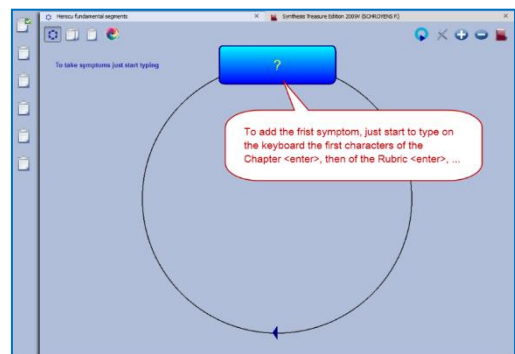 Herscu fundamental segments
Synthesis Treasure Edition 2009V (SCHROYENS F.)
To take symptoms just start typing
?
To add the frist symptom, just start to type on
the keyboard the first characters of the
Chapter <enter>, then of the Rubric <enter>, ...